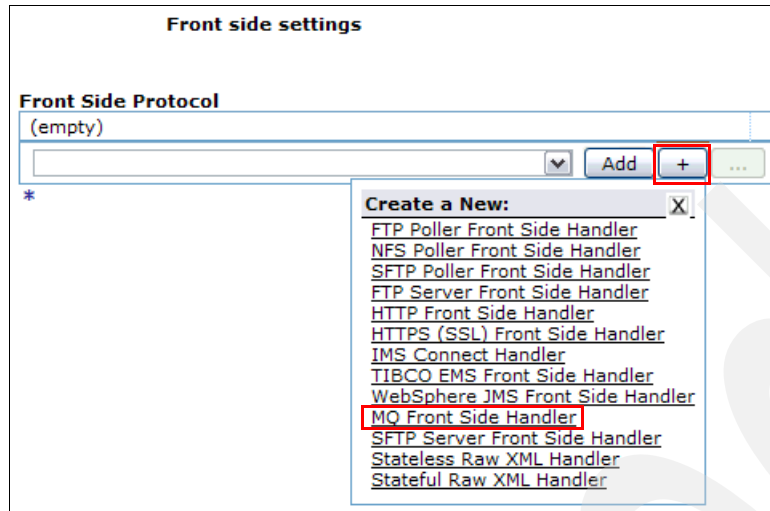 Front side settings
Front Side Protocol
(empty)
Add + ...
*
Create a New: X
FTP Poller Front Side Handler
NFS Poller Front Side Handler
SFTP Poller Front Side Handler
FTP Server Front Side Handler
HTTP Front Side Handler
HTTPS (SSL) Front Side Handler
IMS Connect Handler
TIBCO EMS Front Side Handler
WebSphere JMS Front Side Handler
MQ Front Side Handler
SFTP Server Front Side Handler
Stateless Raw XML Handler
Stateful Raw XML Handler